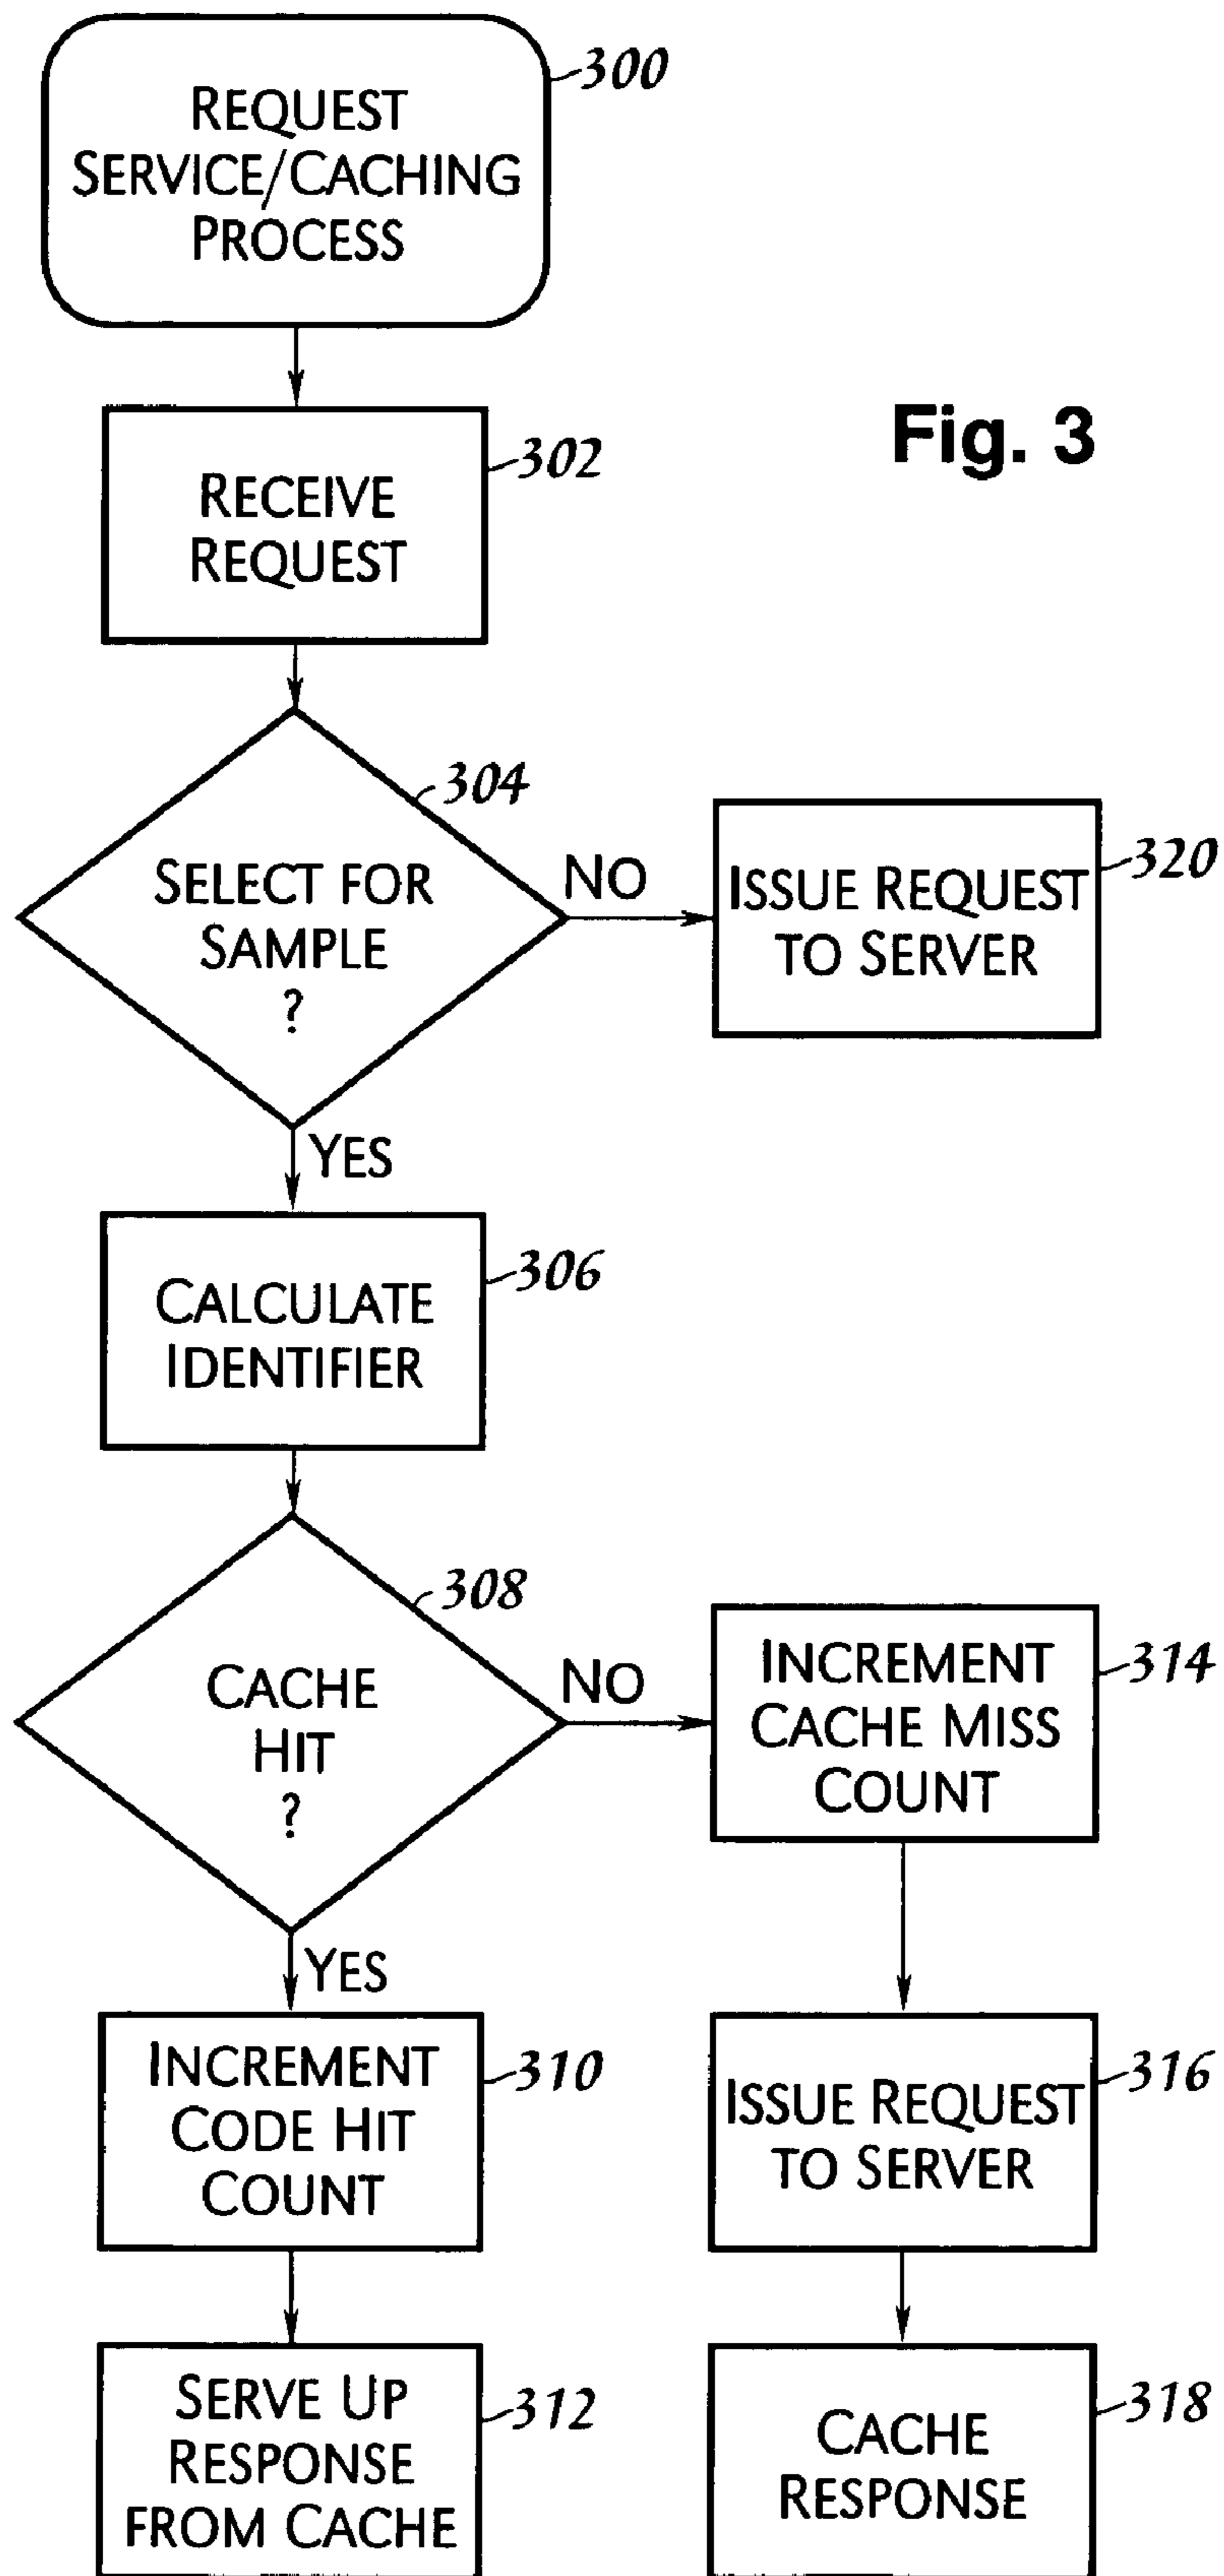 REQUEST
SERVICE/CACHING
PROCESS
300
Fig. 3
RECEIVE
REQUEST
302
SELECT FOR
SAMPLE
?
304
NO
ISSUE REQUEST
TO SERVER
320
YES
CALCULATE
IDENTIFIER
306
CACHE
HIT
?
308
NO
INCREMENT
CACHE MISS
COUNT
314
YES
INCREMENT
CODE HIT
COUNT
310
ISSUE REQUEST
TO SERVER
316
SERVE UP
RESPONSE
FROM CACHE
312
CACHE
RESPONSE
318